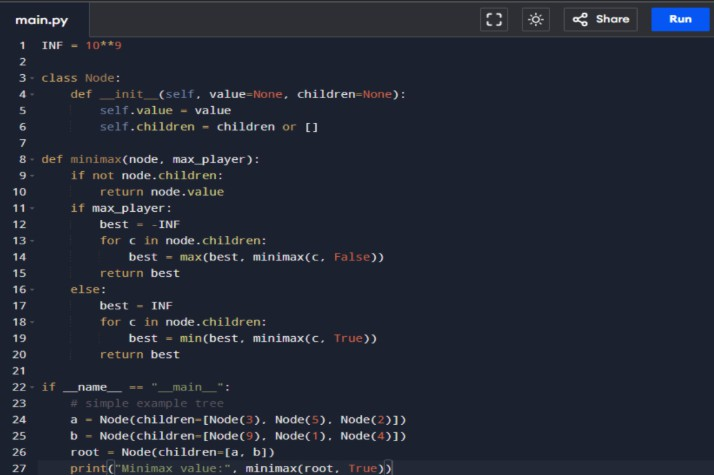 main.py
Share
Run
1 INF = 10**9
2
3 class Node:
4     def __init__(self, value=None, children=None):
5         self.value = value
6         self.children = children or []
7
8 def minimax(node, max_player):
9     if not node.children:
10         return node.value
11     if max_player:
12         best = -INF
13         for c in node.children:
14             best = max(best, minimax(c, False))
15         return best
16     else:
17         best = INF
18         for c in node.children:
19             best = min(best, minimax(c, True))
20         return best
21
22 if __name__ == "__main__":
23     # simple example tree
24     a = Node(children=[Node(3), Node(5), Node(2)])
25     b = Node(children=[Node(9), Node(1), Node(4)])
26     root = Node(children=[a, b])
27     print("Minimax value:", minimax(root, True))